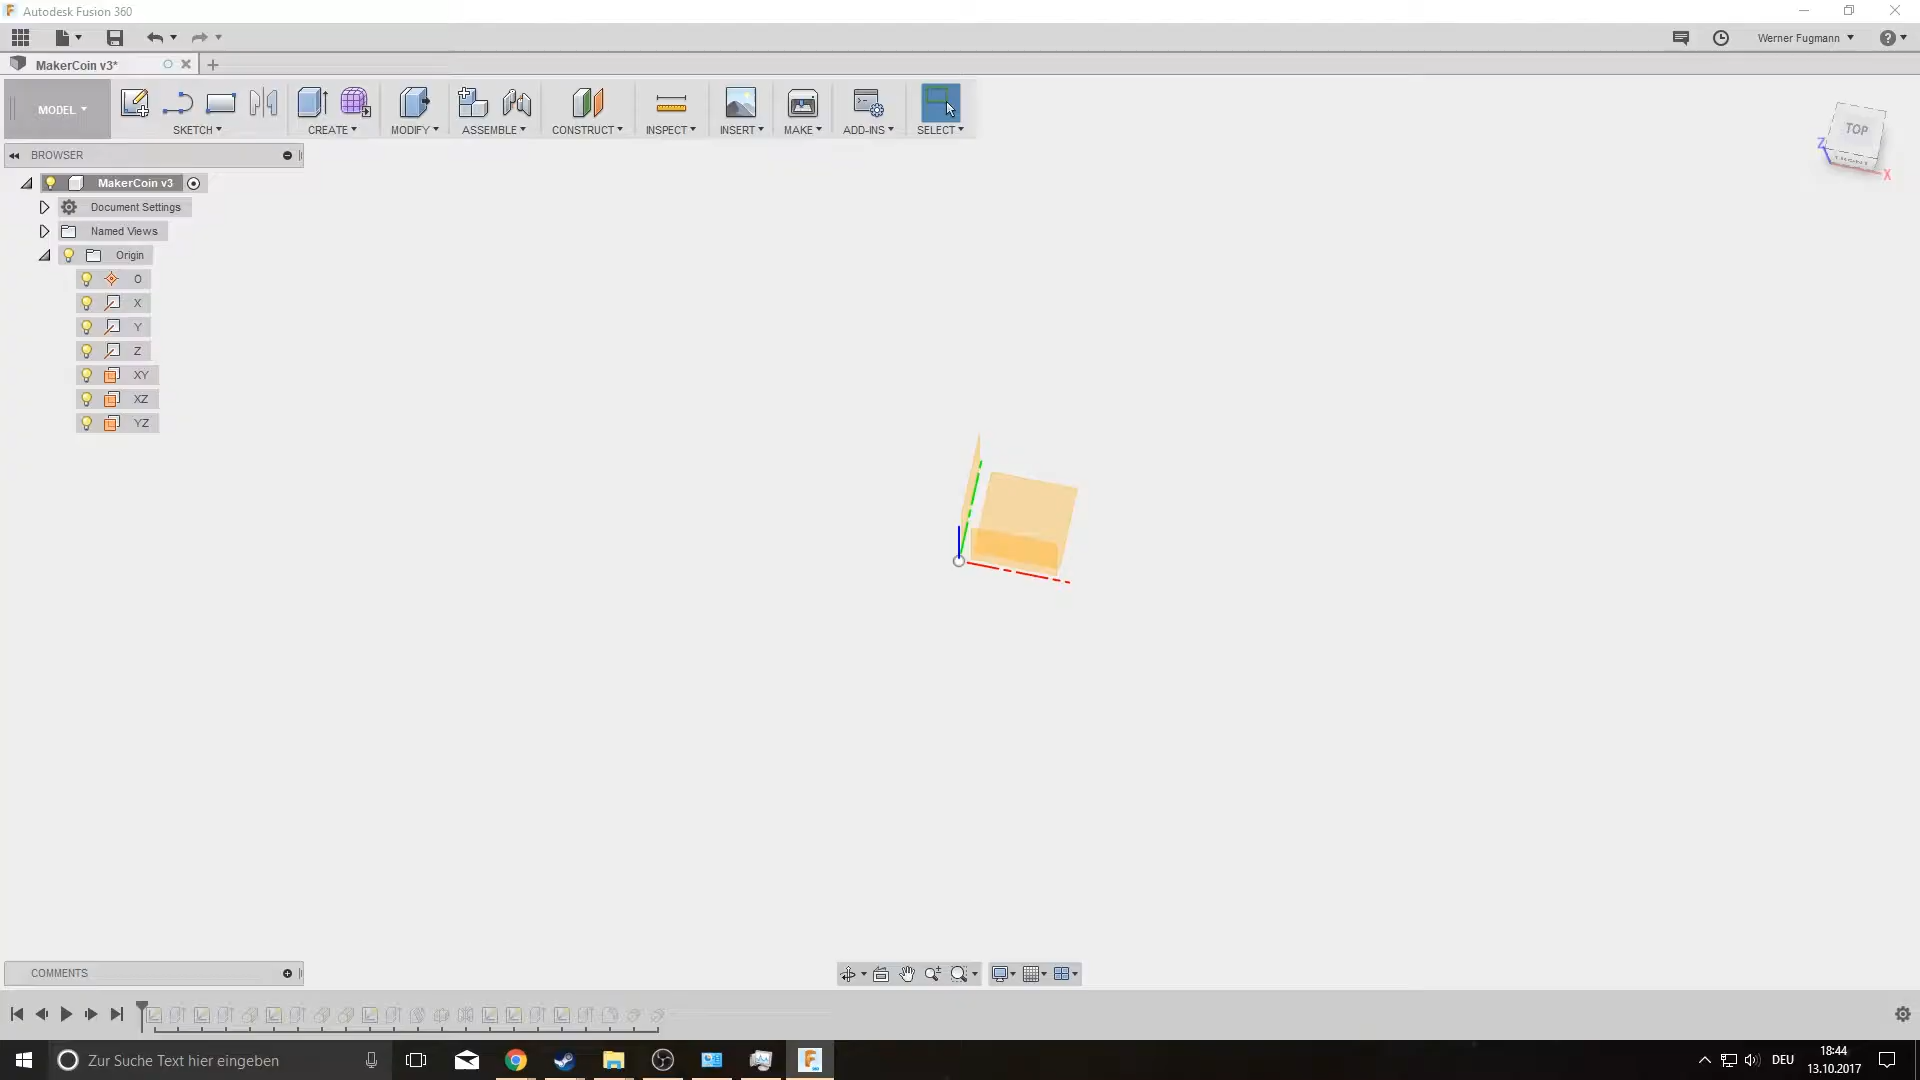 Autodesk Fusion 360
Werner Fugmann
MakerCoin v3*
MODEL
SKETCH
CREATE
MODIFY
ASSEMBLE
CONSTRUCT
INSPECT
INSERT
MAKE
ADD-INS
SELECT
TOP
FRONT
Z
X
BROWSER
MakerCoin v3
Document Settings
Named Views
Origin
O
X
Y
Z
XY
XZ
YZ
COMMENTS
Zur Suche Text hier eingeben
DEU
18:44
13.10.2017